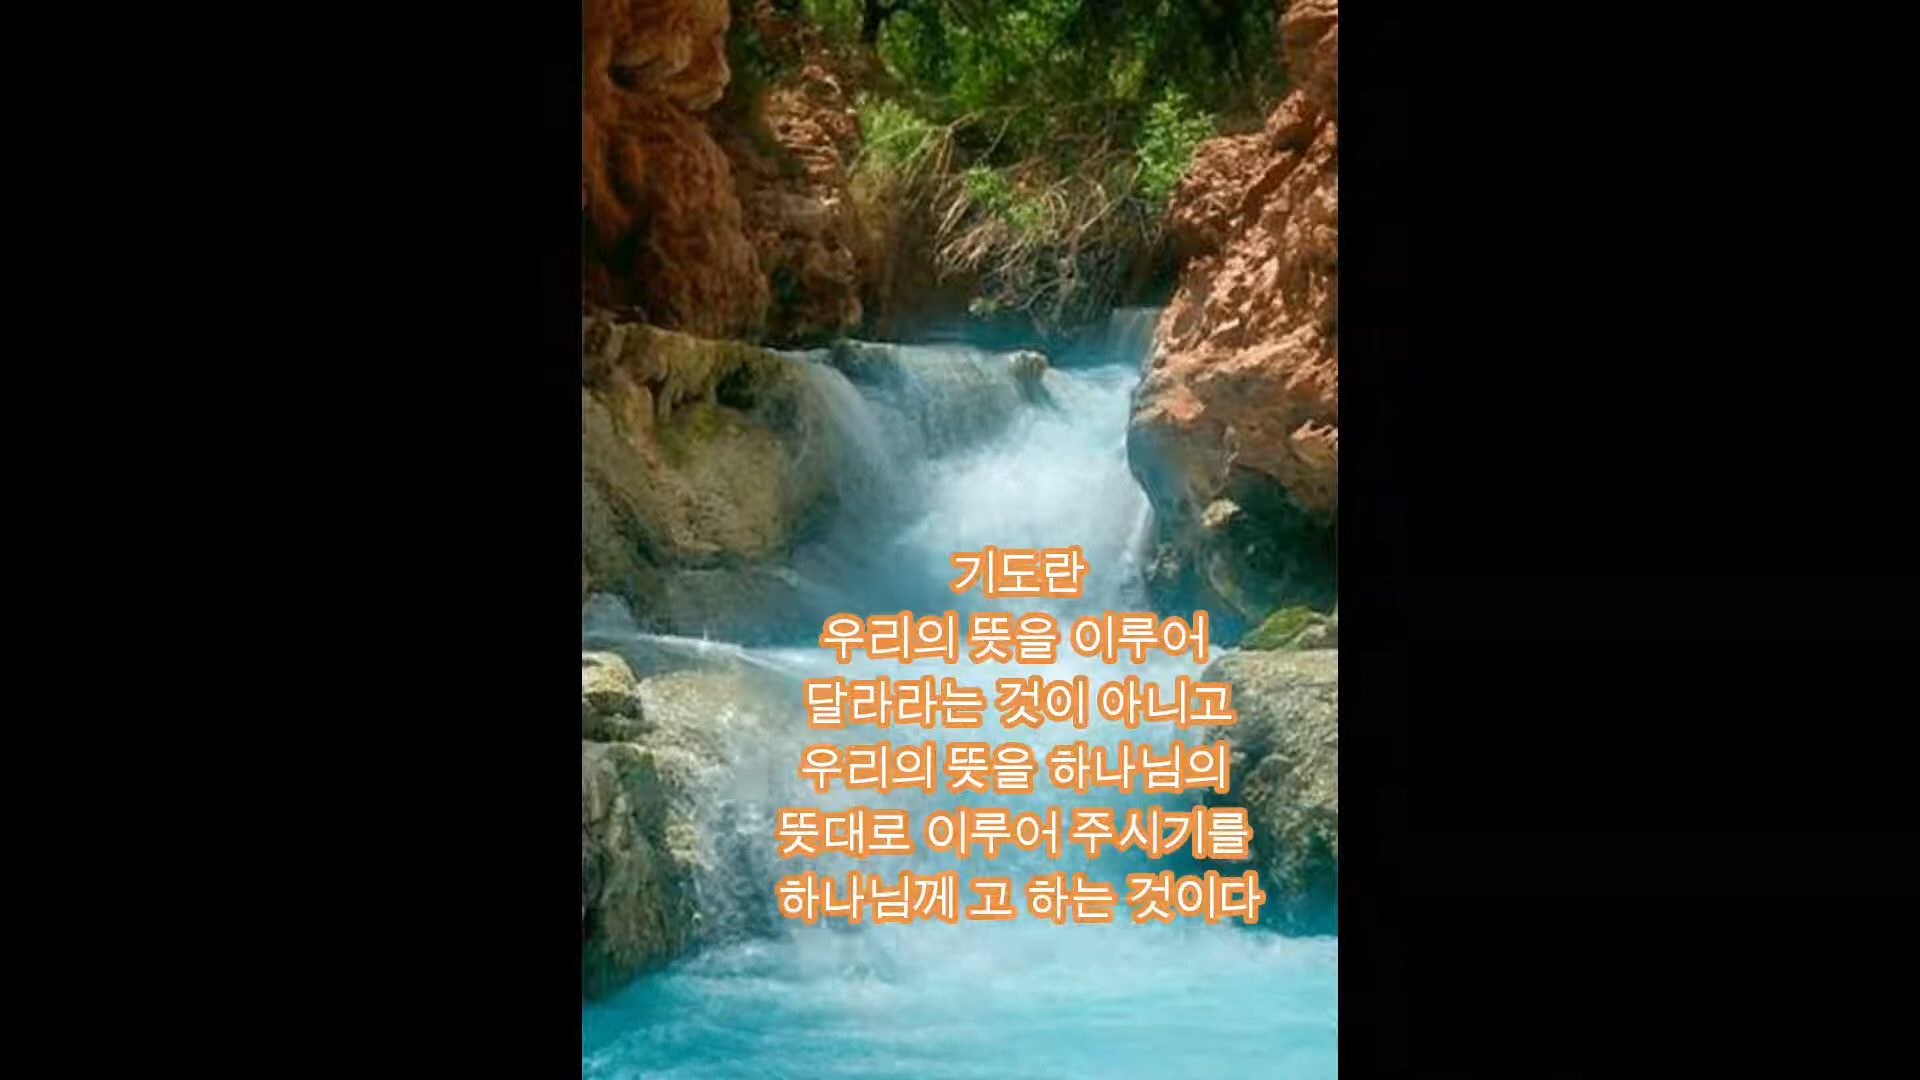 기도란
우리의 뜻을 이루어
달라라는 것이 아니고
우리의 뜻을 하나님의
뜻대로 이루어 주시기를
하나님께 고 하는 것이다